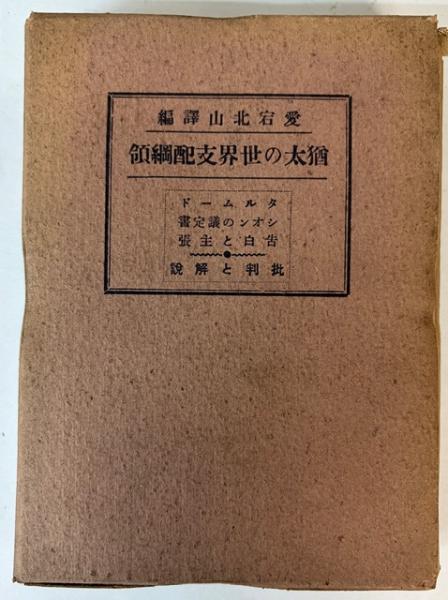 愛宕北山譯編
猶太の世界支配綱領
タルムード
シオンの議定書
告白と主張
批判と解說